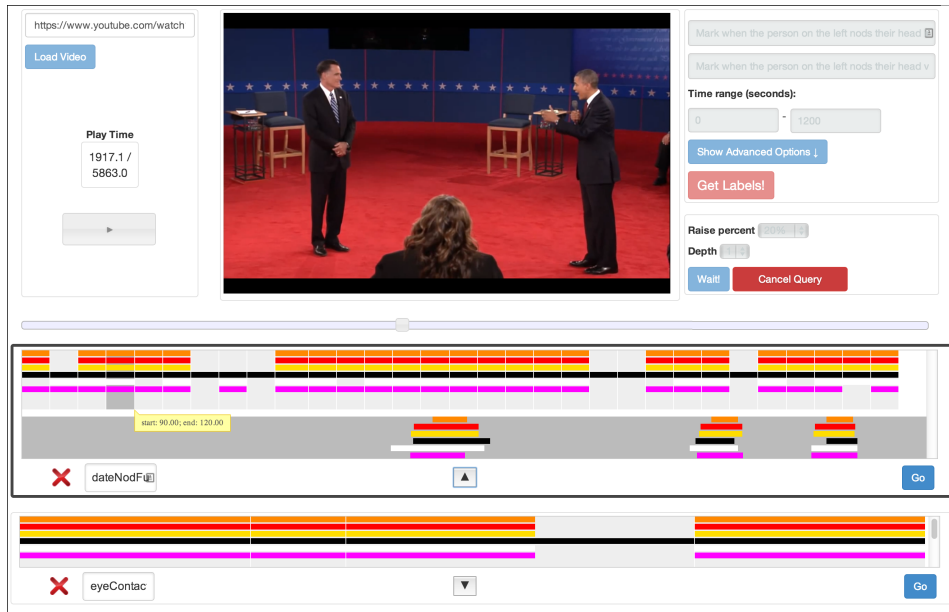 https://www.youtube.com/watch
Load Video
Play Time
1917.1 /
5863.0
Mark when the person on the left nods their head
Mark when the person on the left nods their head v
Time range (seconds):
0 - 1200
Show Advanced Options ↓
Get Labels!
Raise percent 20%
Depth
Wait! Cancel Query
start: 90.00; end: 120.00
dateNodFu
Go
eyeContac
Go